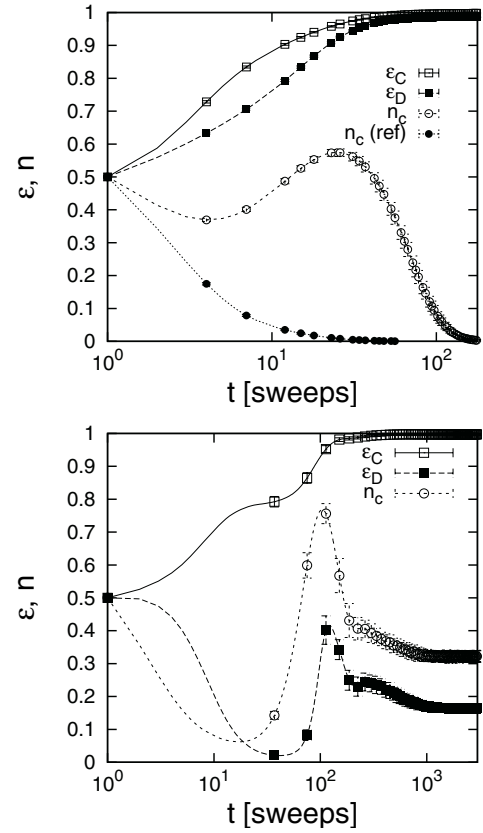 1
0.9
0.8
0.7
0.6
0.5
0.4
0.3
0.2
0.1
0
ε, n
ε_C
ε_D
n_c
n_c (ref)
10^0 10^1 10^2
t [sweeps]
1
0.9
0.8
0.7
0.6
0.5
0.4
0.3
0.2
0.1
0
ε, n
ε_C
ε_D
n_c
10^0 10^1 10^2 10^3
t [sweeps]